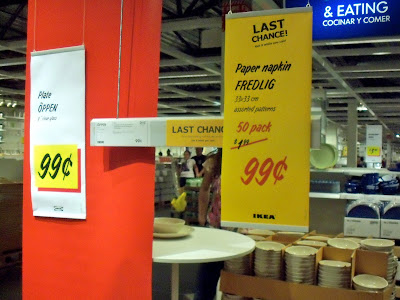 & EATING
COCINAR Y COMER
LAST
CHANCE!
Plate
ÖPPEN
99¢
IKEA
LAST CHANCE
Paper napkin
FREDLIG
33x33 cm
assorted patterns
50 pack
99¢
IKEA